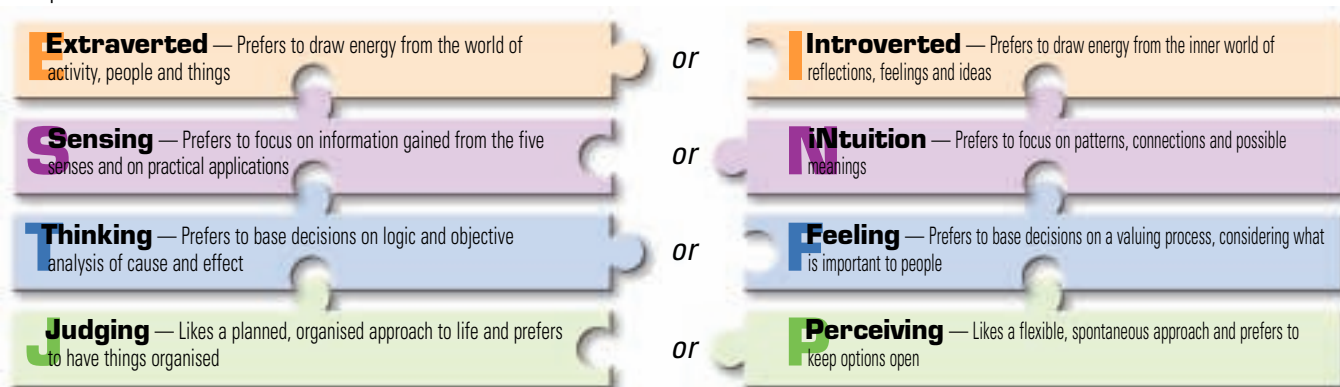 Extraverted — Prefers to draw energy from the world of
activity, people and things
or
Introverted — Prefers to draw energy from the inner world of
reflections, feelings and ideas
Sensing — Prefers to focus on information gained from the five
senses and on practical applications
or
iNtuition — Prefers to focus on patterns, connections and possible
meanings
Thinking — Prefers to base decisions on logic and objective
analysis of cause and effect
or
Feeling — Prefers to base decisions on a valuing process, considering what
is important to people
Judging — Likes a planned, organised approach to life and prefers
to have things organised
or
Perceiving — Likes a flexible, spontaneous approach and prefers to
keep options open
E
I
S
N
T
F
J
P